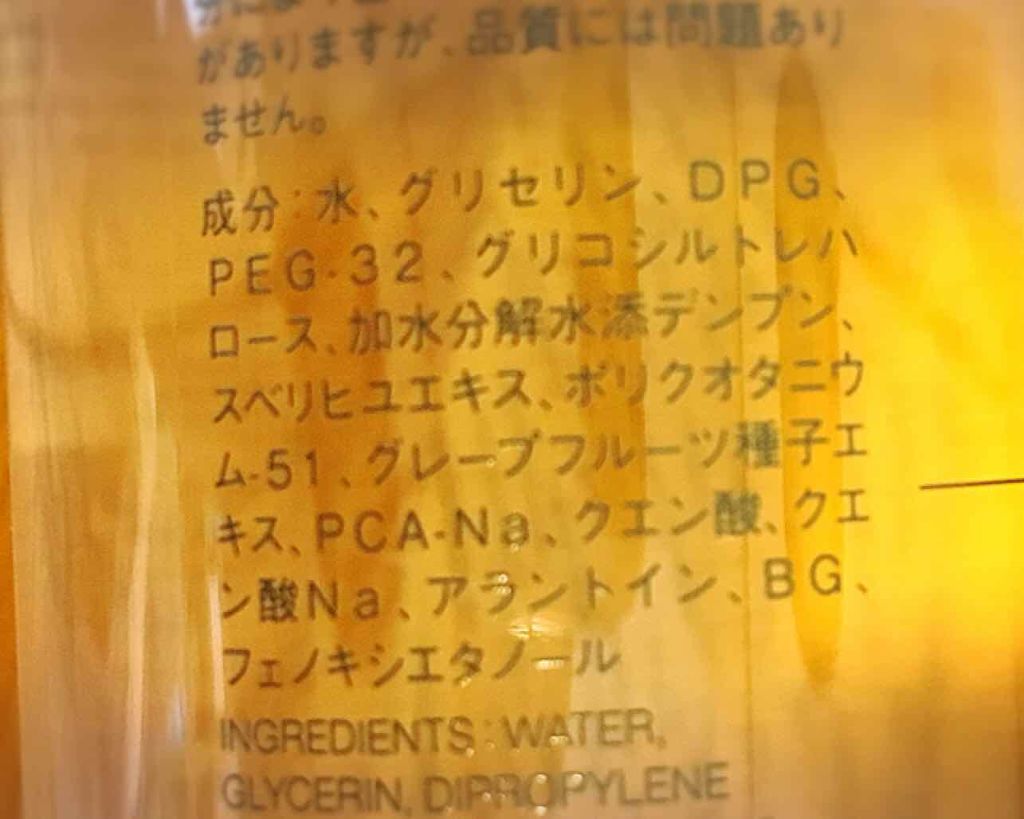 がありますが、品質には問題あり
ません。
成分:水、グリセリン、DPG、
PEG-32、グリコシルトレハ
ロース、加水分解水添デンプン、
スベリヒユエキス、ポリクオタニウ
ム-51、グレープフルーツ種子エ
キス、PCA-Na、クエン酸、クエ
ン酸Na、アラントイン、BG、
フェノキシエタノール
INGREDIENTS : WATER,
GLYCERIN, DIPROPYLENE